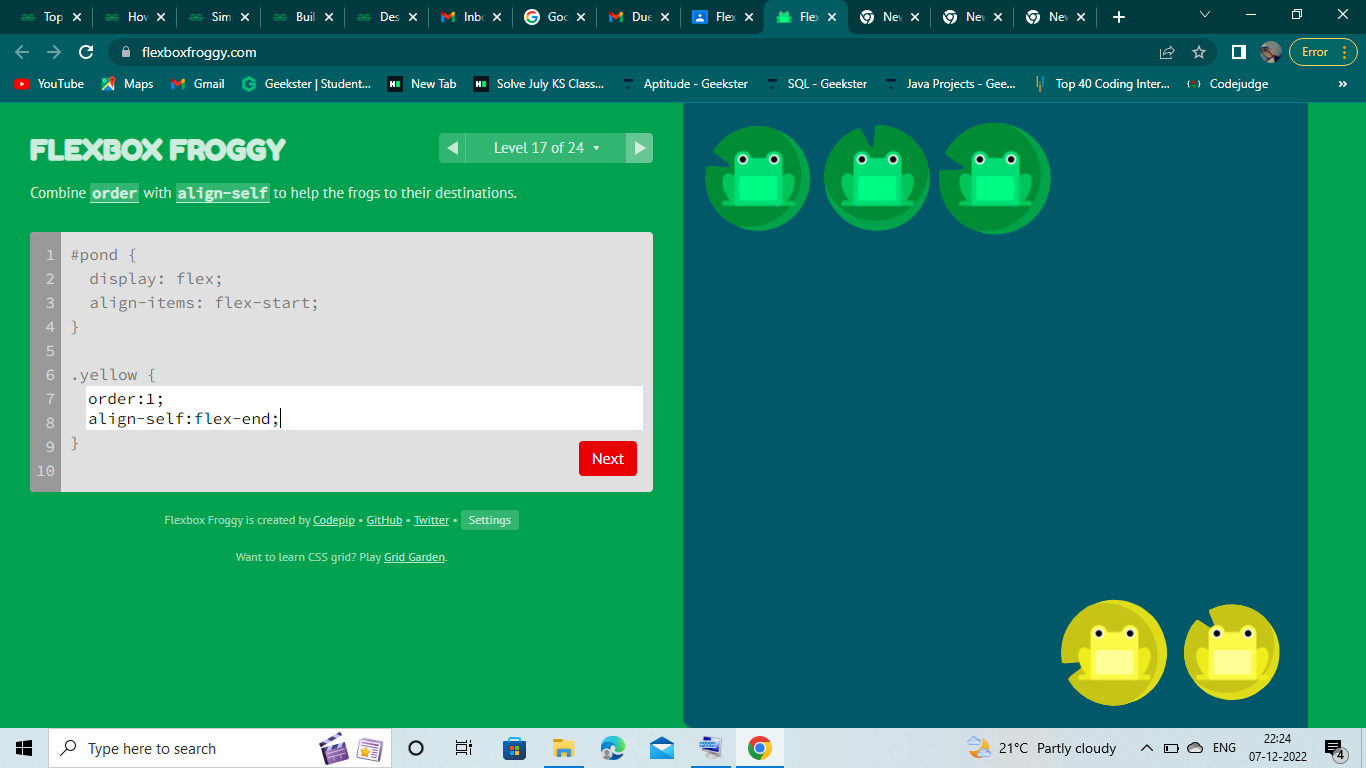 Top
How
Sim
Buil
Des
Inbo
Goo
Due
Flex
Flex
New
New
New
flexboxfroggy.com
Error
YouTube
Maps
Gmail
Geekster | Student...
New Tab
Solve July KS Class...
Aptitude - Geekster
SQL - Geekster
Java Projects - Gee...
Top 40 Coding Inter...
Codejudge
»
FLEXBOX FROGGY
Level 17 of 24
Combine order with align-self to help the frogs to their destinations.
1 #pond {
2 display: flex;
3 align-items: flex-start;
4 }
5
6 .yellow {
7 order:1;
8 align-self:flex-end;
9 }
10
Next
Flexbox Froggy is created by Codepip • GitHub • Twitter • Settings
Want to learn CSS grid? Play Grid Garden.
Type here to search
21°C Partly cloudy
ENG
22:24
07-12-2022
4